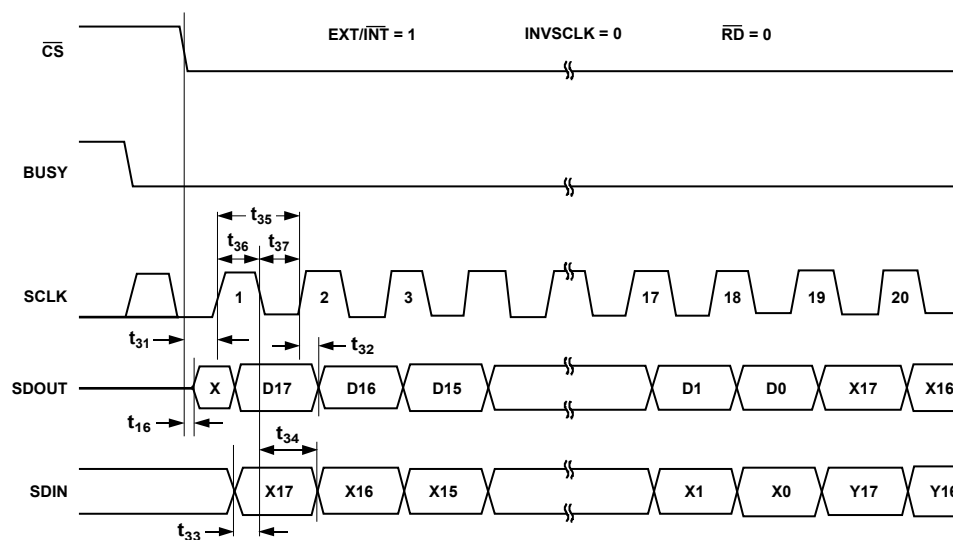 EXT/INT = 1 INVSCLK = 0 RD = 0
CS
BUSY
t35
t36 t37
SCLK 1 2 3 17 18 19 20
t31 t32
SDOUT X D17 D16 D15 D1 D0 X17 X16
t16 t34
SDIN X17 X16 X15 X1 X0 Y17 Y16
t33